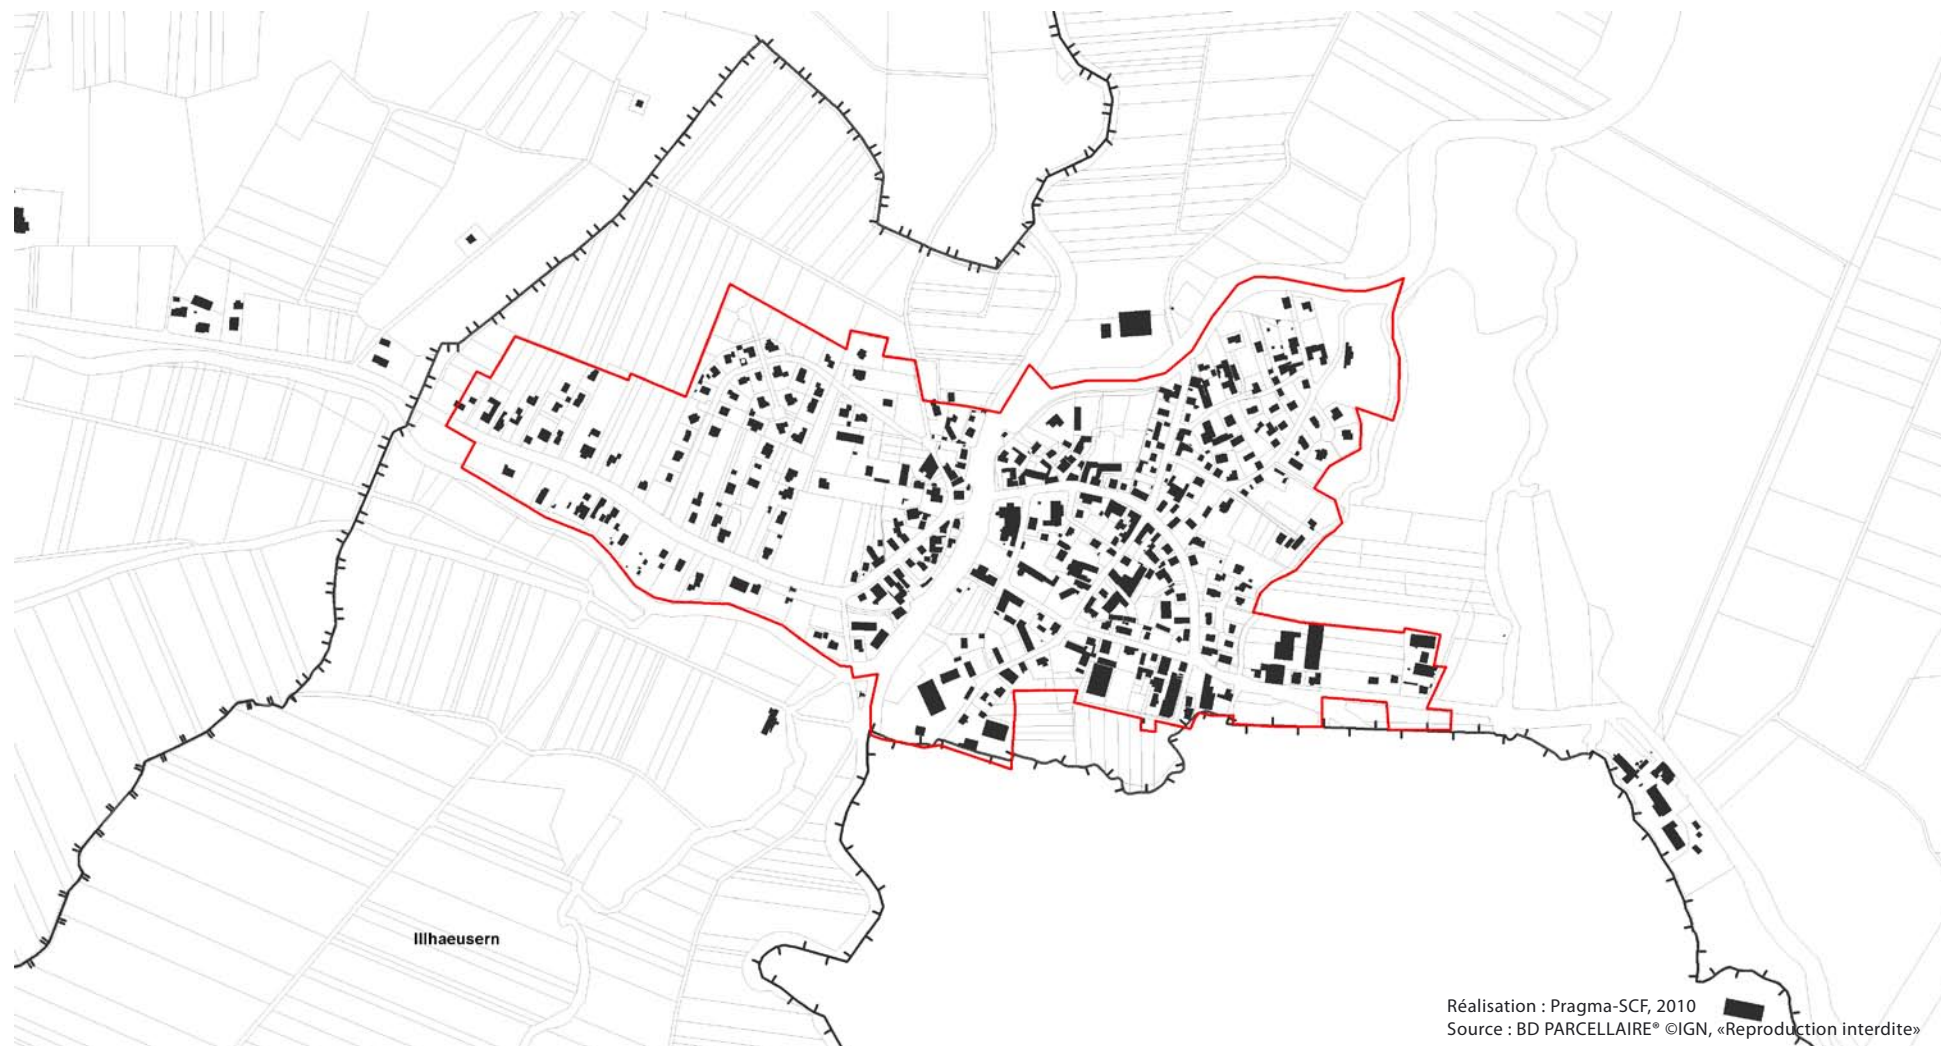 Illhaeusern
Réalisation : Pragma-SCF, 2010
Source : BD PARCELLAIRE® ©IGN, «Reproduction interdite»